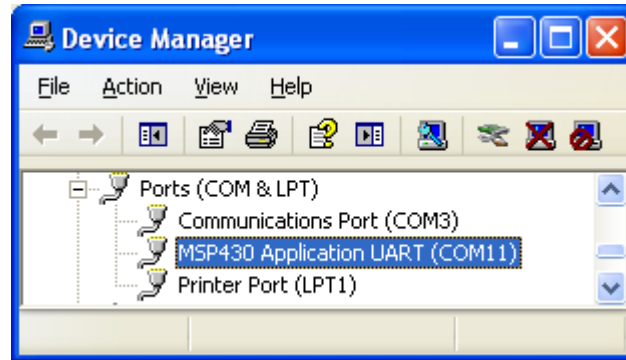 Device Manager
File Action View Help
Ports (COM & LPT)
Communications Port (COM3)
MSP430 Application UART (COM11)
Printer Port (LPT1)